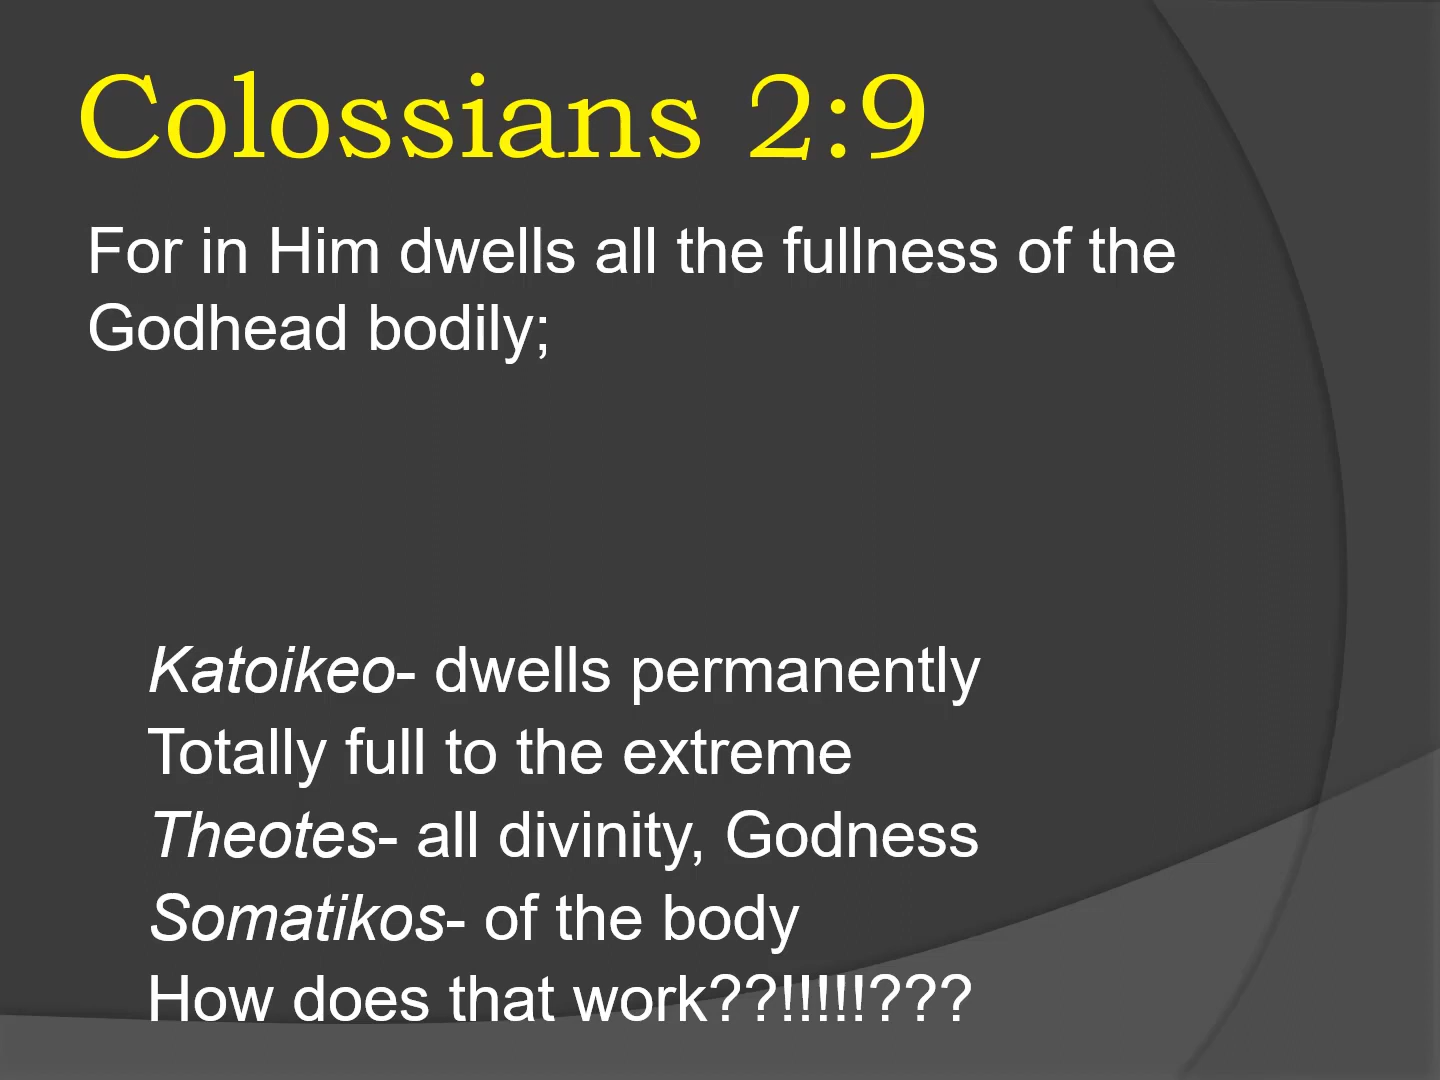 Colossians 2:9
For in Him dwells all the fullness of the
Godhead bodily;
Katoikeo- dwells permanently
Totally full to the extreme
Theotes- all divinity, Godness
Somatikos- of the body
How does that work??!!!!!???